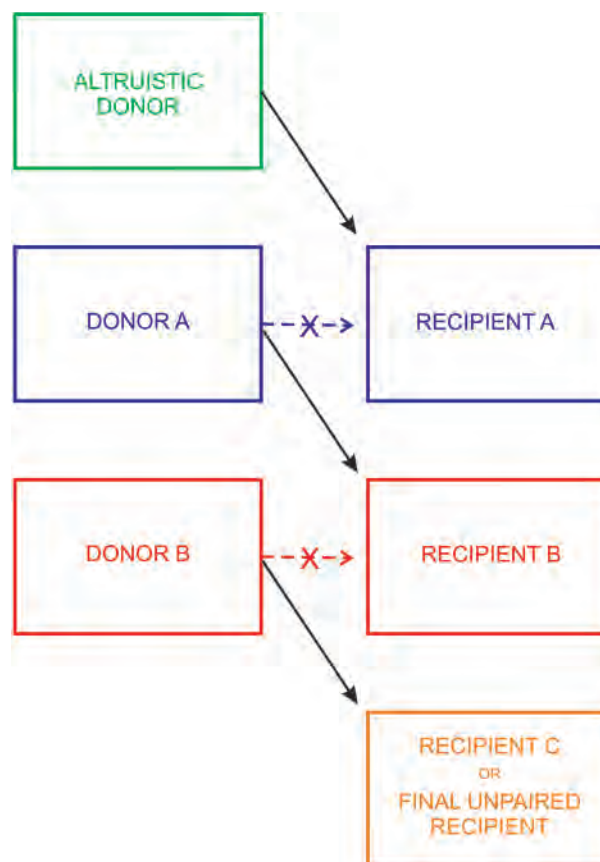 ALTRUISTIC
DONOR
DONOR A
X
RECIPIENT A
DONOR B
X
RECIPIENT B
RECIPIENT C
OR
FINAL UNPAIRED
RECIPIENT